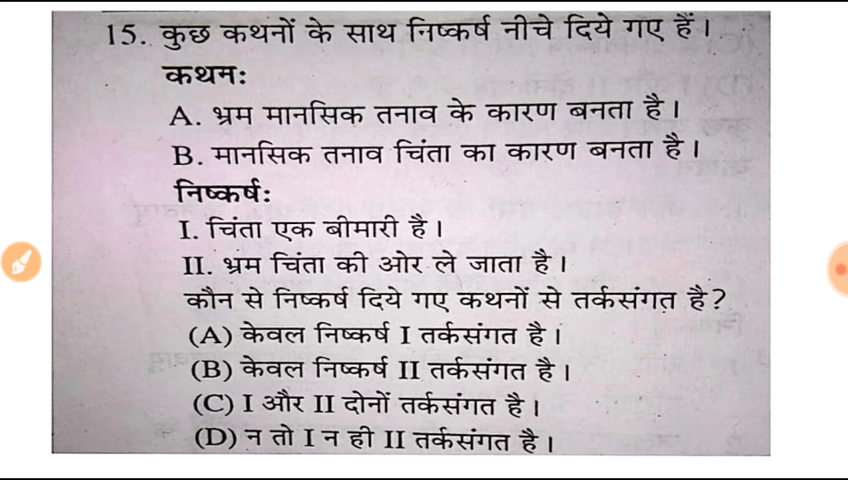 15. कुछ कथनों के साथ निष्कर्ष नीचे दिये गए हैं।
कथन:
A. भ्रम मानसिक तनाव के कारण बनता है।
B. मानसिक तनाव चिंता का कारण बनता है।
निष्कर्ष:
I. चिंता एक बीमारी है।
II. भ्रम चिंता की ओर ले जाता है।
कौन से निष्कर्ष दिये गए कथनों से तर्कसंगत है?
(A) केवल निष्कर्ष I तर्कसंगत है।
(B) केवल निष्कर्ष II तर्कसंगत है।
(C) I और II दोनों तर्कसंगत है।
(D) न तो I न ही II तर्कसंगत है।